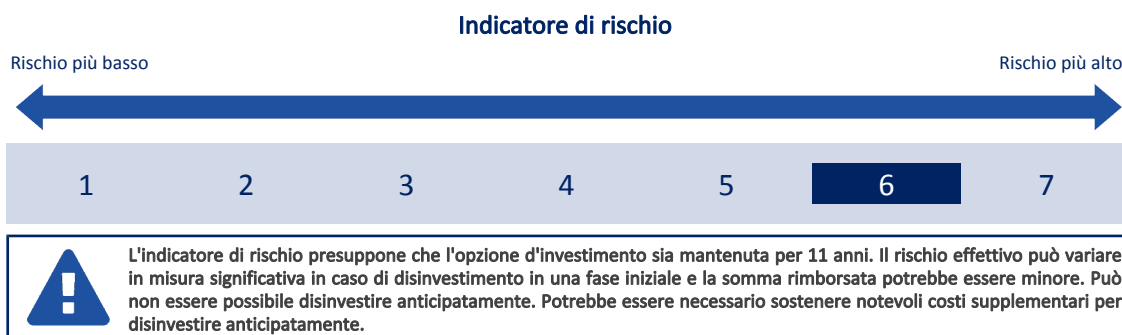 Indicatore di rischio
Rischio più basso
Rischio più alto
1 2 3 4 5 6 7
L'indicatore di rischio presuppone che l'opzione d'investimento sia mantenuta per 11 anni. Il rischio effettivo può variare
in misura significativa in caso di disinvestimento in una fase iniziale e la somma rimborsata potrebbe essere minore. Può
non essere possibile disinvestire anticipatamente. Potrebbe essere necessario sostenere notevoli costi supplementari per
disinvestire anticipatamente.